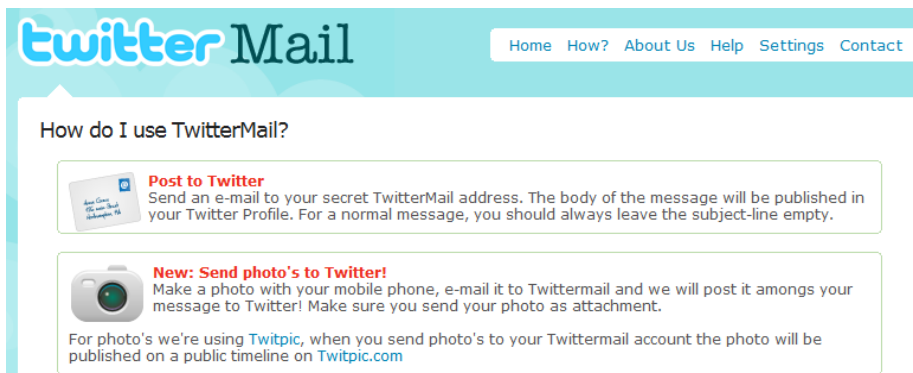 twitter Mail
Home How? About Us Help Settings Contact
How do I use TwitterMail?
Post to Twitter
Send an e-mail to your secret TwitterMail address. The body of the message will be published in
your Twitter Profile. For a normal message, you should always leave the subject-line empty.
New: Send photo's to Twitter!
Make a photo with your mobile phone, e-mail it to Twittermail and we will post it amongs your
message to Twitter! Make sure you send your photo as attachment.
For photo's we're using Twitpic, when you send photo's to your Twittermail account the photo will be
published on a public timeline on Twitpic.com